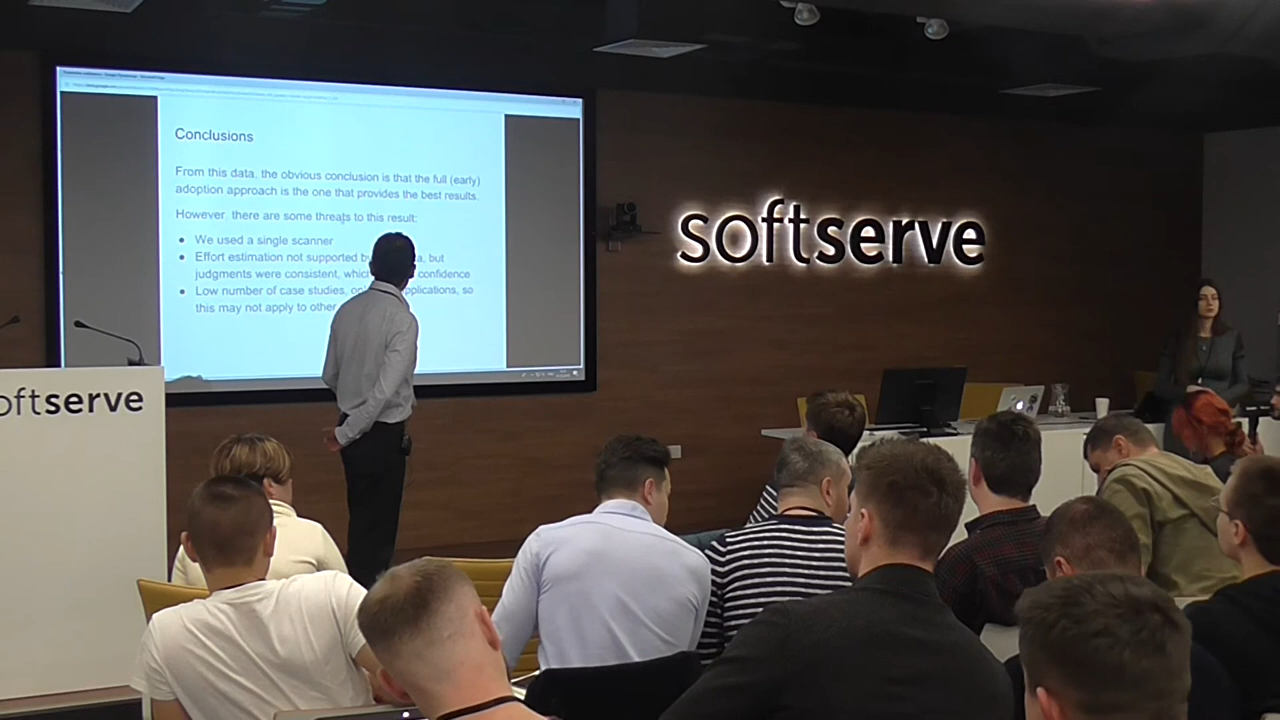 Conclusions
From this data, the obvious conclusion is that the full (early)
adoption approach is the one that provides the best results.
However, there are some threats to this result:
• We used a single scanner
• Effort estimation not supported but
judgments were consistent, confidence
• Low number of case studies, so
this may not apply to other
softserve
oftserve